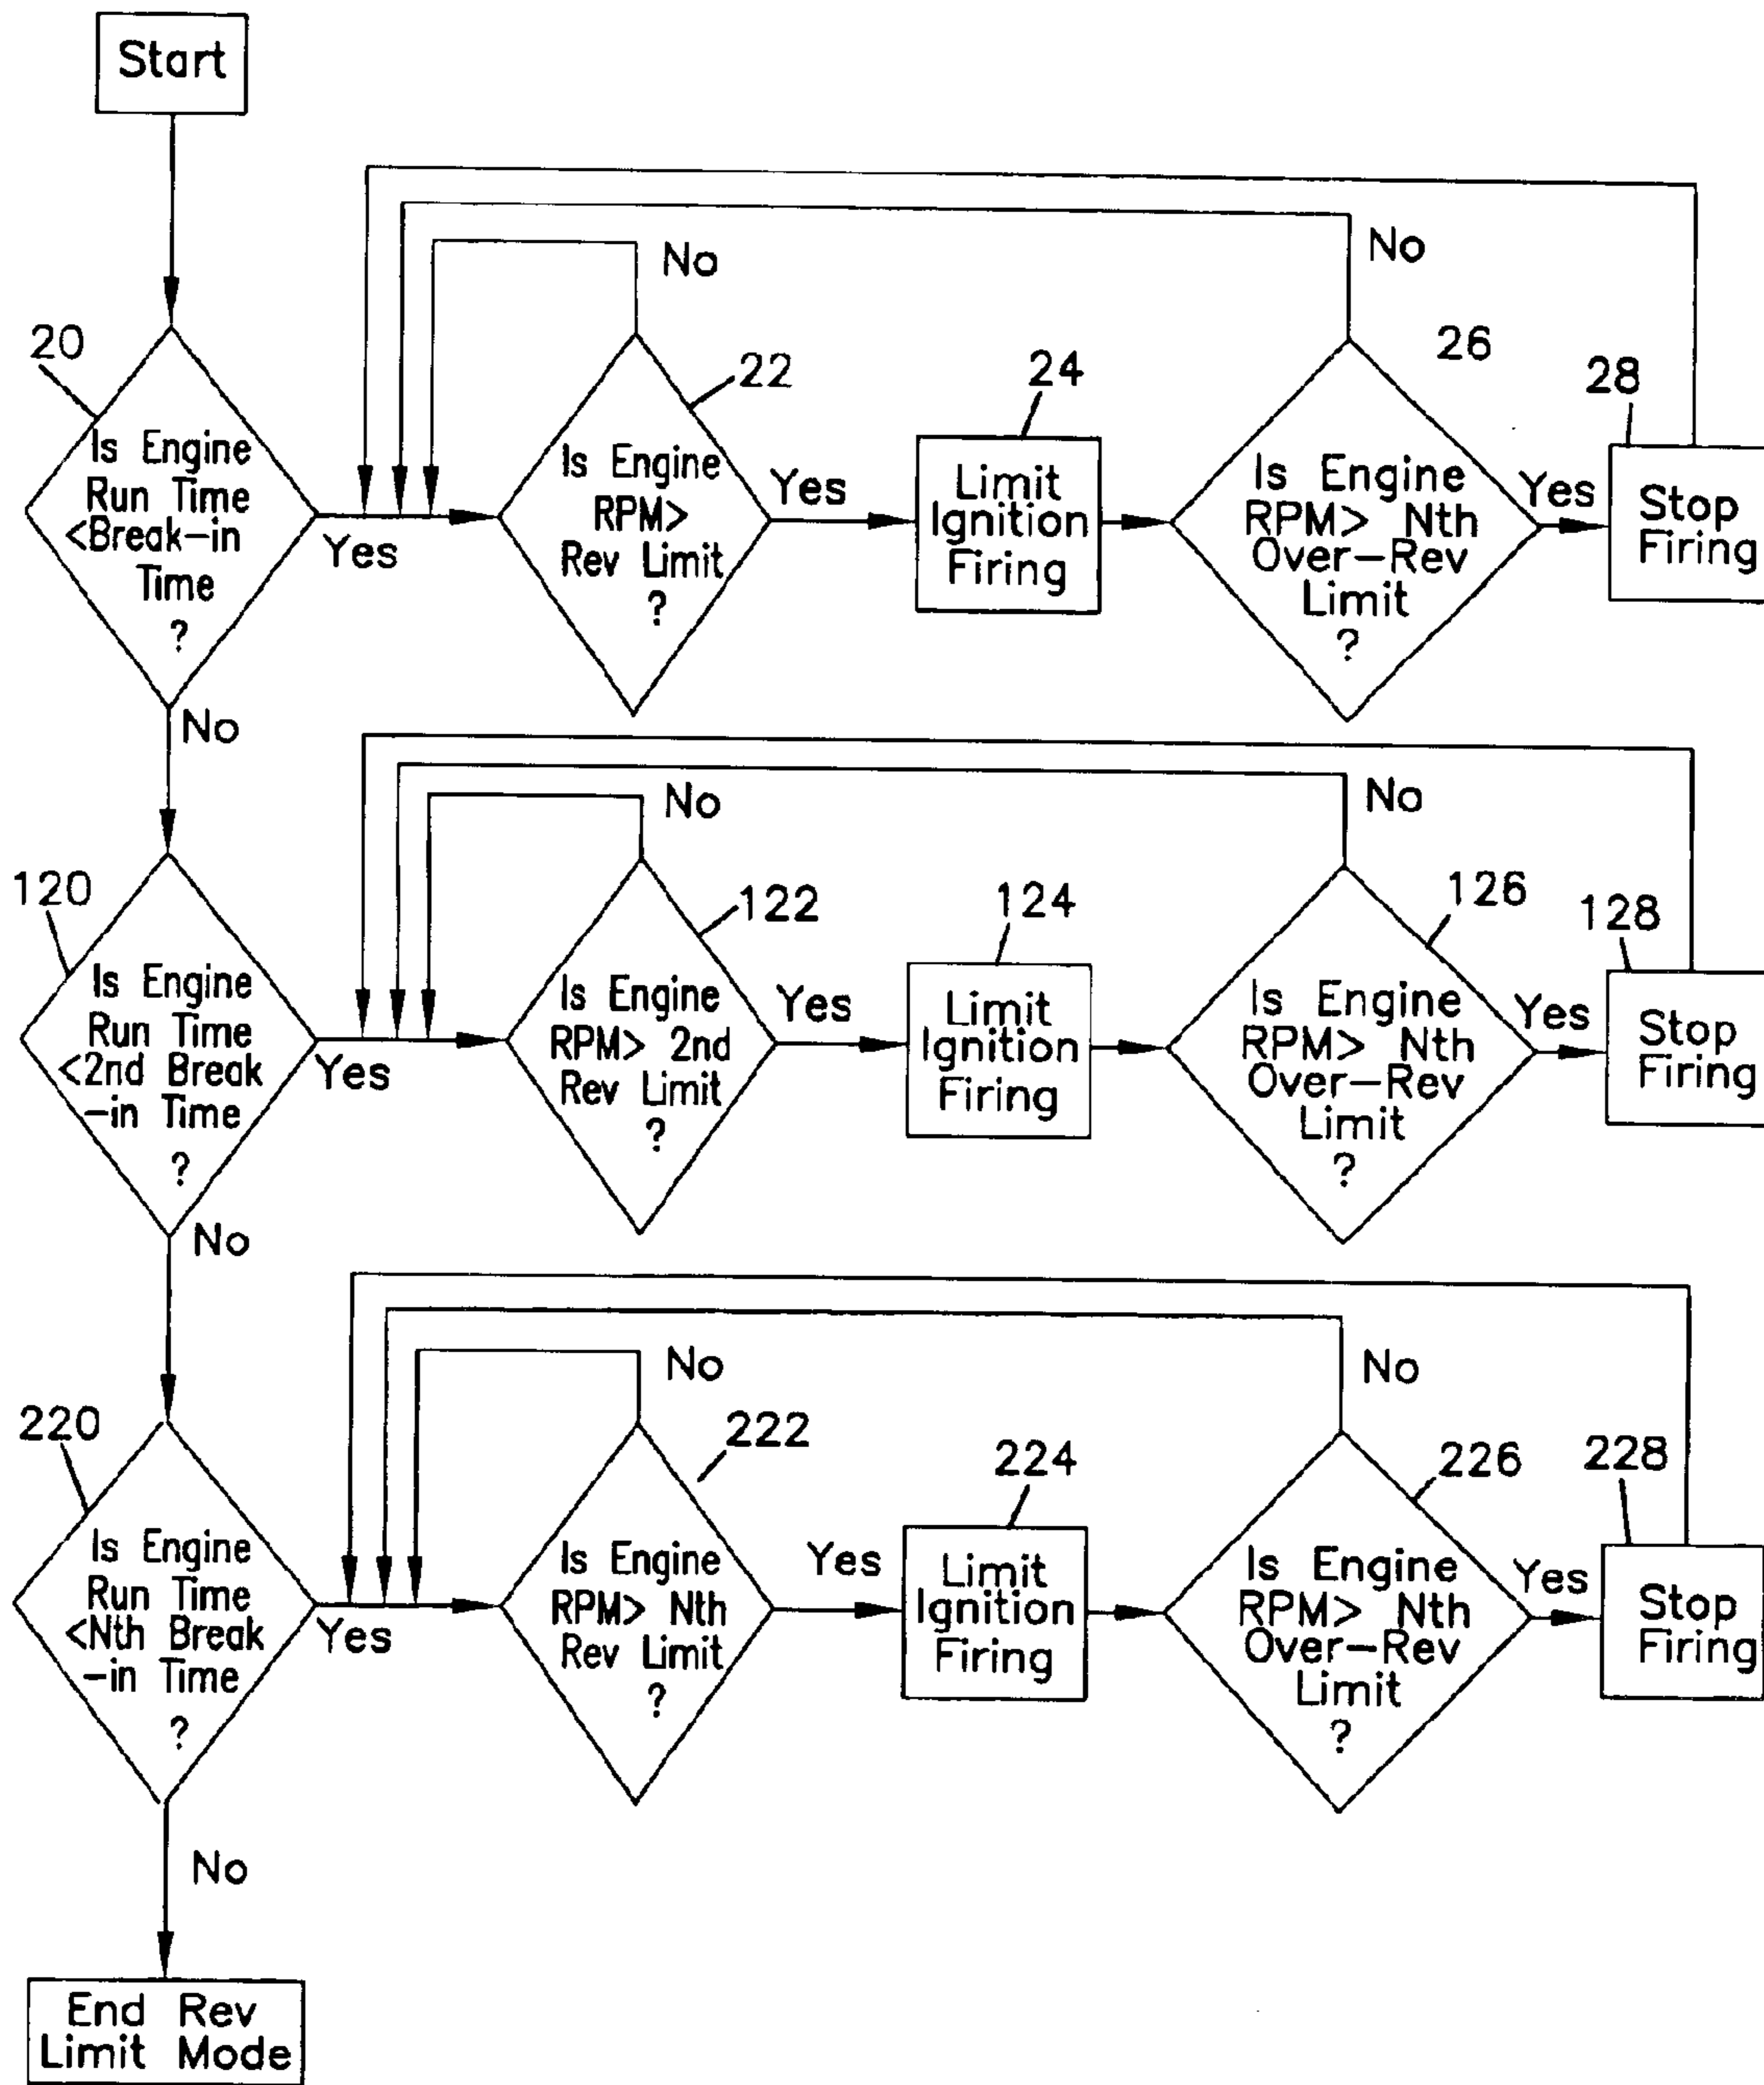 Start
No
No
20
22
24
26
28
Is Engine
Run Time
<Break-in
Time
?
Yes
Is Engine
RPM>
Rev Limit
?
Yes
Limit
Ignition
Firing
Is Engine
RPM> Nth
Over-Rev
Limit
?
Yes
Stop
Firing
No
No
No
120
122
124
126
128
Is Engine
Run Time
<2nd Break
-in Time
?
Yes
Is Engine
RPM> 2nd
Rev Limit
?
Yes
Limit
Ignition
Firing
Is Engine
RPM> Nth
Over-Rev
Limit
?
Yes
Stop
Firing
No
No
No
220
222
224
226
228
Is Engine
Run Time
<Nth Break
-in Time
?
Yes
Is Engine
RPM> Nth
Rev Limit
?
Yes
Limit
Ignition
Firing
Is Engine
RPM> Nth
Over-Rev
Limit
?
Yes
Stop
Firing
No
End Rev
Limit Mode